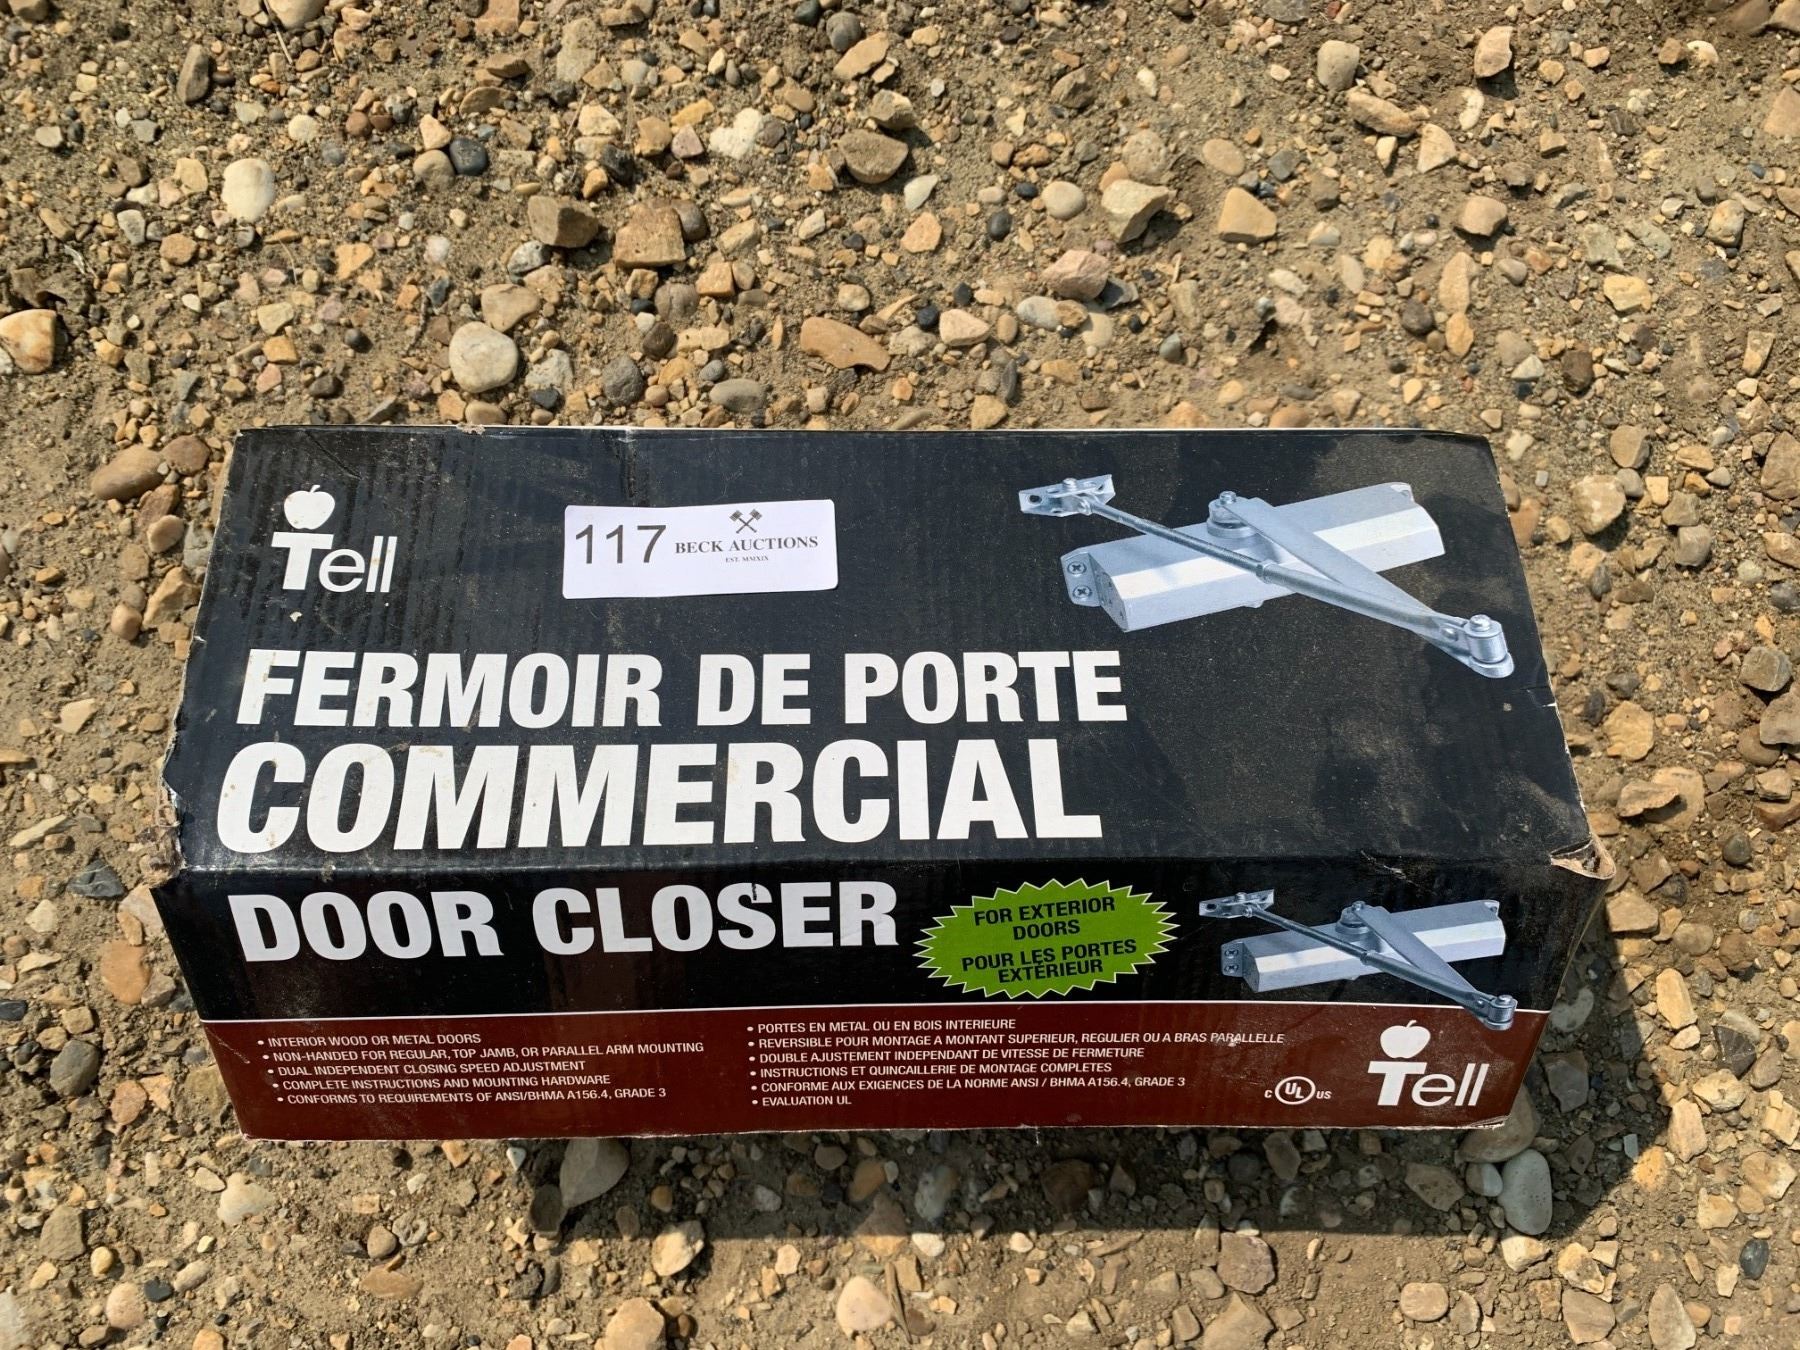 Tell
117 BECK AUCTIONS
EST. MMXIX
FERMOIR DE PORTE
COMMERCIAL
DOOR CLOSER
FOR EXTERIOR
DOORS
POUR LES PORTES
EXTÉRIEUR
• INTERIOR WOOD OR METAL DOORS
• NON-HANDED FOR REGULAR, TOP JAMB, OR PARALLEL ARM MOUNTING
• DUAL INDEPENDENT CLOSING SPEED ADJUSTMENT
• COMPLETE INSTRUCTIONS AND MOUNTING HARDWARE
• CONFORMS TO REQUIREMENTS OF ANSI/BHMA A156.4, GRADE 3
• PORTES EN METAL OU EN BOIS INTERIEURE
• REVERSIBLE POUR MONTAGE A MONTANT SUPERIEUR, REGULIER OU A BRAS PARALLELLE
• DOUBLE AJUSTEMENT INDEPENDANT DE VITESSE DE FERMETURE
• INSTRUCTIONS ET QUINCAILLERIE DE MONTAGE COMPLETES
• CONFORME AUX EXIGENCES DE LA NORME ANSI / BHMA A156.4, GRADE 3
• EVALUATION UL
C UL US
Tell